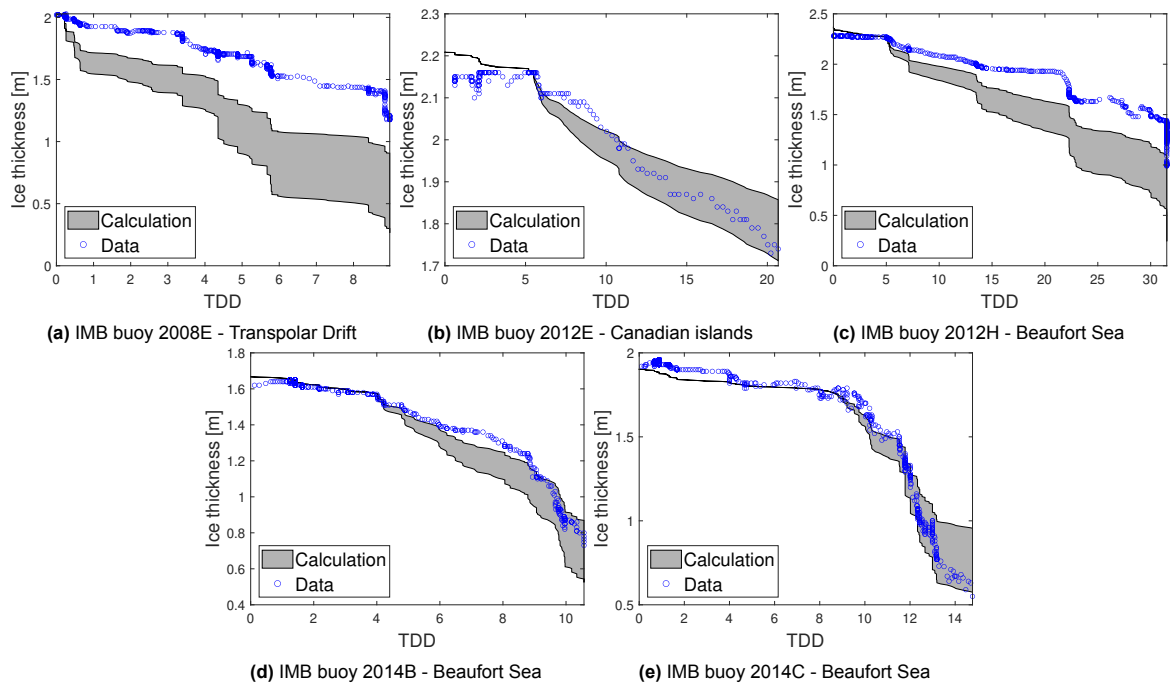 2
1.5
1
0.5
0
Ice thickness [m]
Calculation
Data
0 1 2 3 4 5 6 7 8
TDD
(a) IMB buoy 2008E - Transpolar Drift
2.3
2.2
2.1
2
1.9
1.8
1.7
Ice thickness [m]
Calculation
Data
0 5 10 15 20
TDD
(b) IMB buoy 2012E - Canadian islands
2.5
2
1.5
1
0.5
0
Ice thickness [m]
Calculation
Data
0 5 10 15 20 25 30
TDD
(c) IMB buoy 2012H - Beaufort Sea
1.8
1.6
1.4
1.2
1
0.8
0.6
0.4
Ice thickness [m]
Calculation
Data
0 2 4 6 8 10
TDD
(d) IMB buoy 2014B - Beaufort Sea
2
1.5
1
0.5
Ice thickness [m]
Calculation
Data
0 2 4 6 8 10 12 14
TDD
(e) IMB buoy 2014C - Beaufort Sea